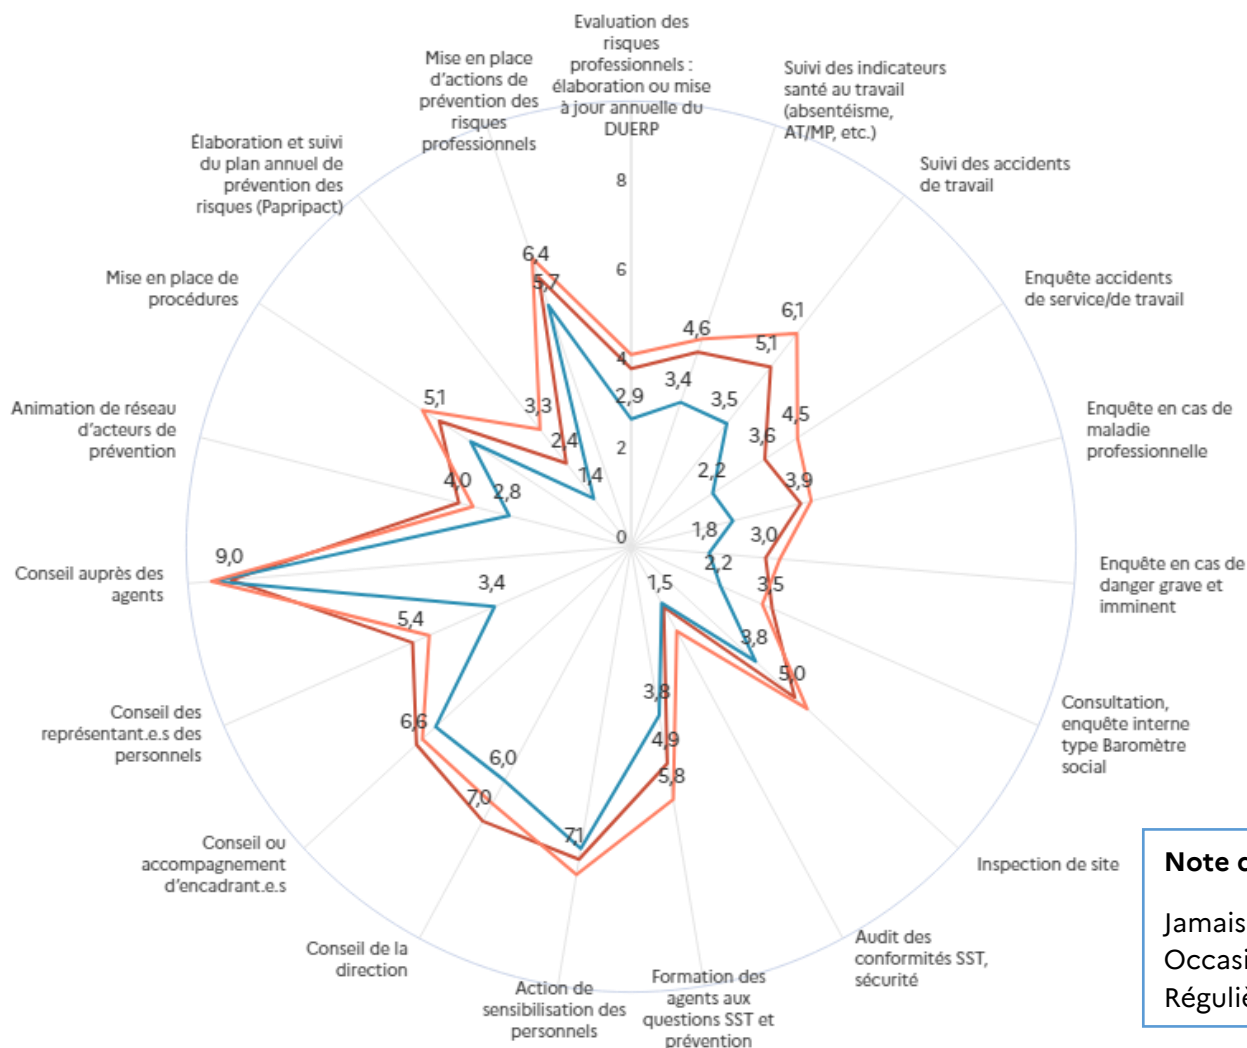 Evaluation des
risques
professionnels :
élaboration ou mise
à jour annuelle du
DUERP
Suivi des indicateurs
santé au travail
(absentéisme,
AT/MP, etc.)
Suivi des accidents
de travail
Enquête accidents
de service/de travail
Enquête en cas de
maladie
professionnelle
Enquête en cas de
danger grave et
imminent
Consultation,
enquête interne
type Baromètre
social
Inspection de site
Audit des
conformités SST,
sécurité
Formation des
agents aux
questions SST et
prévention
Action de
sensibilisation des
personnels
Conseil de la
direction
Conseil ou
accompagnement
d'encadrant.e.s
Conseil des
représentant.e.s des
personnels
Conseil auprès des
agents
Animation de réseau
d'acteurs de
prévention
Mise en place de
procédures
Élaboration et suivi
du plan annuel de
prévention des
risques (Papripact)
Mise en place
d'actions de
prévention des
risques
professionnels
8
6
4
2
0
2,9
4,6
3,4
6,1
5,1
3,5
4,5
3,6
2,2
3,9
1,8
3,0
2,2
3,5
3,8
5,0
1,5
3,8
4,9
5,8
7,1
6,0
7,0
6,6
3,4
5,4
9,0
4,0
2,8
5,1
3,3
2,4
1,4
6,4
5,7
Note
Jamais